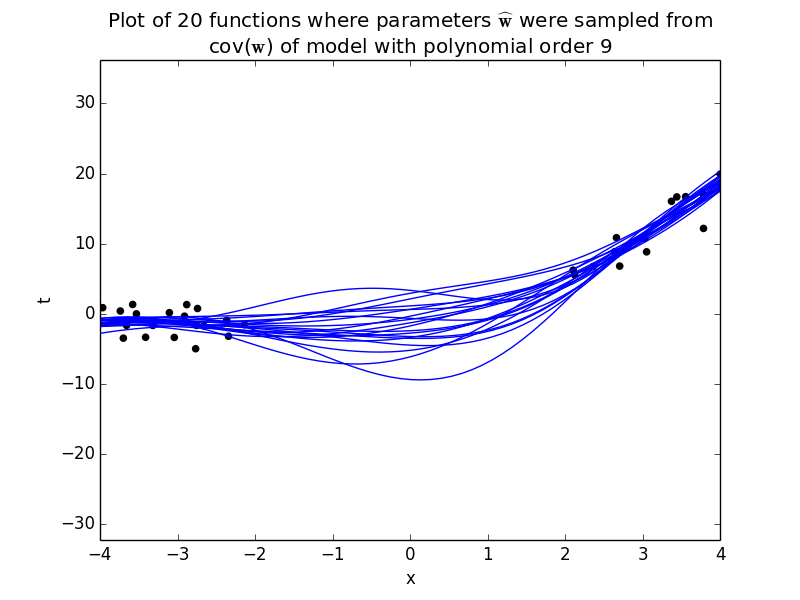 Plot of 20 functions where parameters ŵ were sampled from
cov(w) of model with polynomial order 9
30
20
10
0
−10
−20
−30
t
−4 −3 −2 −1 0 1 2 3 4
x